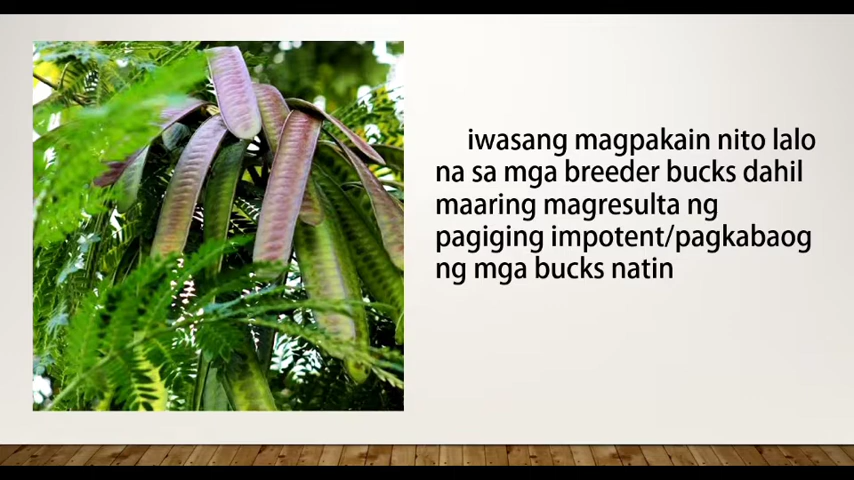 iwasang magpakain nito lalo
na sa mga breeder bucks dahil
maaring magresulta ng
pagiging impotent/pagkabaog
ng mga bucks natin